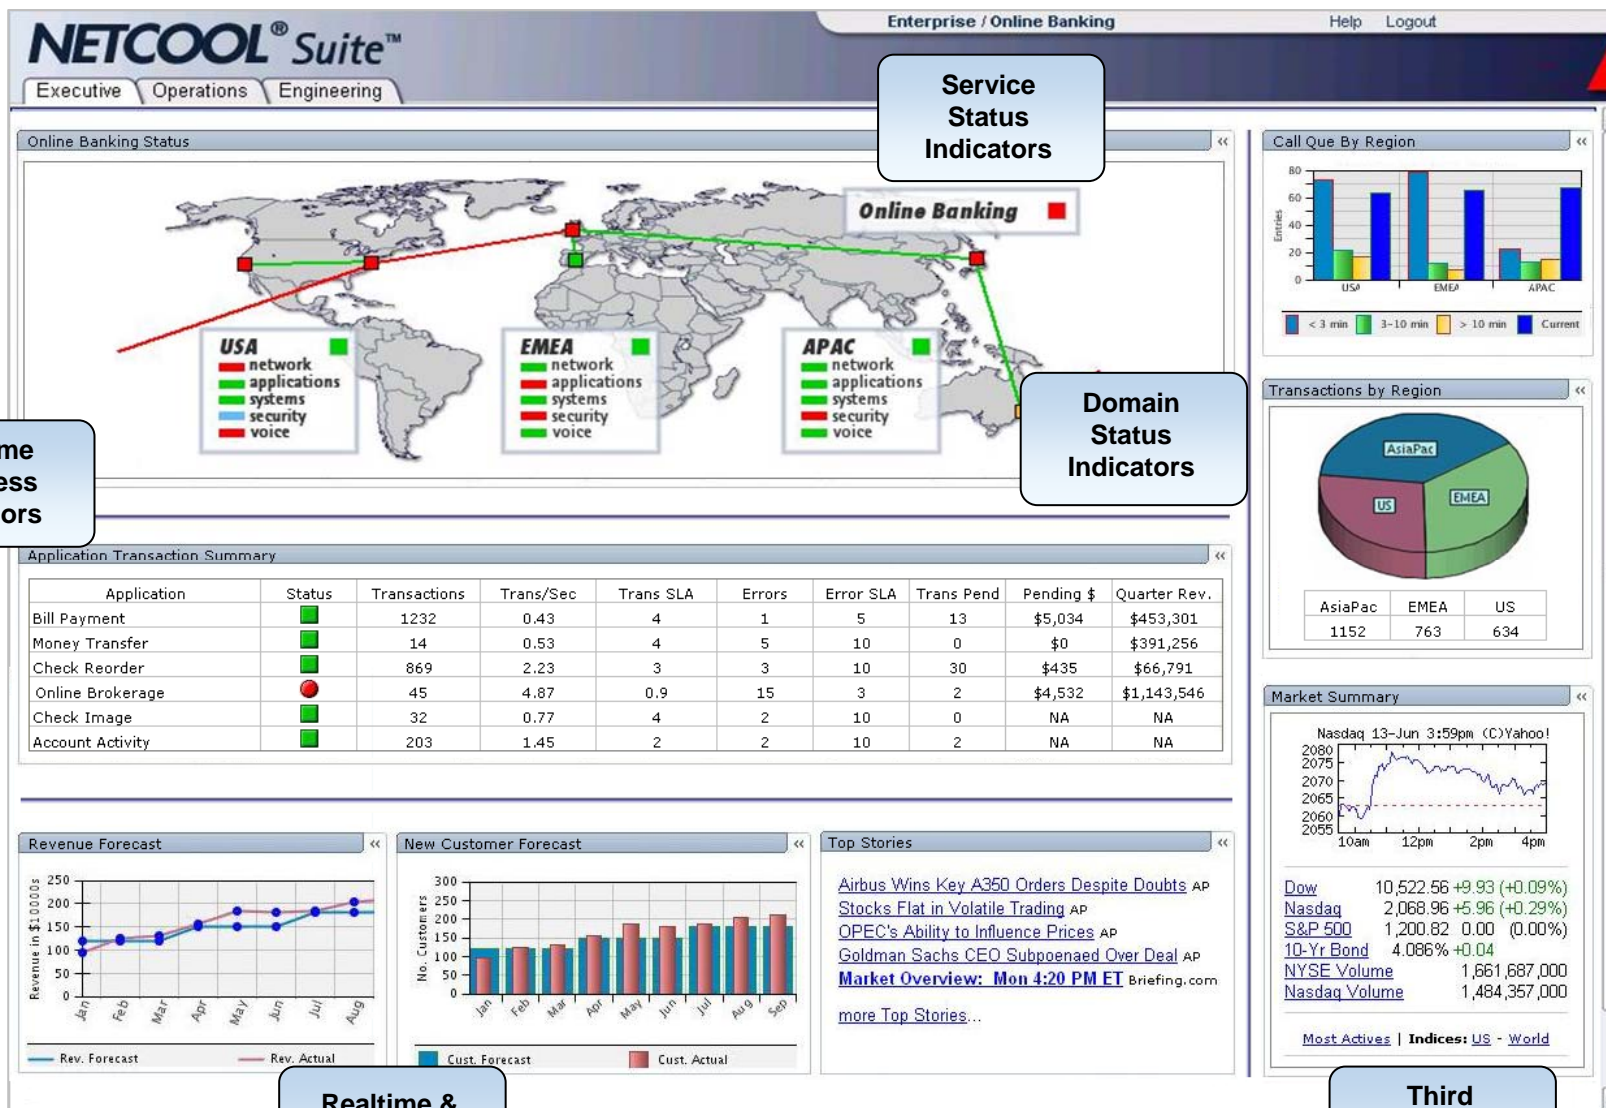 NETCOOL® Suite™
Enterprise / Online Banking
Help Logout
Executive Operations Engineering
Service
Status
Indicators
Online Banking Status
Online Banking
USA
network
applications
systems
security
voice
EMEA
network
applications
systems
security
voice
APAC
network
applications
systems
security
voice
Domain
Status
Indicators
me
ess
ors
Call Que By Region
Entries
80
60
40
20
0
USA EMEA APAC
< 3 min 3-10 min > 10 min Current
Transactions by Region
AsiaPac
US
EMEA
AsiaPac EMEA US
1152 763 634
Application Transaction Summary
Application Status Transactions Trans/Sec Trans SLA Errors Error SLA Trans Pend Pending $ Quarter Rev.
Bill Payment 1232 0.43 4 1 5 13 $5,034 $453,301
Money Transfer 14 0.53 4 5 10 0 $0 $391,256
Check Reorder 869 2.23 3 3 10 30 $435 $66,791
Online Brokerage 45 4.87 0.9 15 3 2 $4,532 $1,143,546
Check Image 32 0.77 4 2 10 0 NA NA
Account Activity 203 1.45 2 2 10 2 NA NA
Market Summary
Nasdaq 13-Jun 3:59pm (C)Yahoo!
2080
2075
2070
2065
2060
2055
10am 12pm 2pm 4pm
Dow 10,522.56 +9.93 (+0.09%)
Nasdaq 2,068.96 +5.96 (+0.29%)
S&P 500 1,200.82 0.00 (0.00%)
10-Yr Bond 4.086% +0.04
NYSE Volume 1,661,687,000
Nasdaq Volume 1,484,357,000
Most Actives | Indices: US - World
Revenue Forecast
Revenue in $10000s
250
200
150
100
50
0
Jan Feb Mar Apr May Jun Jul Aug
Rev. Forecast Rev. Actual
New Customer Forecast
No. Customers
300
250
200
150
100
50
0
Jan Feb Mar Apr May Jun Jul Aug Sep
Cust. Forecast Cust. Actual
Top Stories
Airbus Wins Key A350 Orders Despite Doubts AP
Stocks Flat in Volatile Trading AP
OPEC's Ability to Influence Prices AP
Goldman Sachs CEO Subpoenaed Over Deal AP
Market Overview: Mon 4:20 PM ET Briefing.com
more Top Stories...
Realtime &
Third